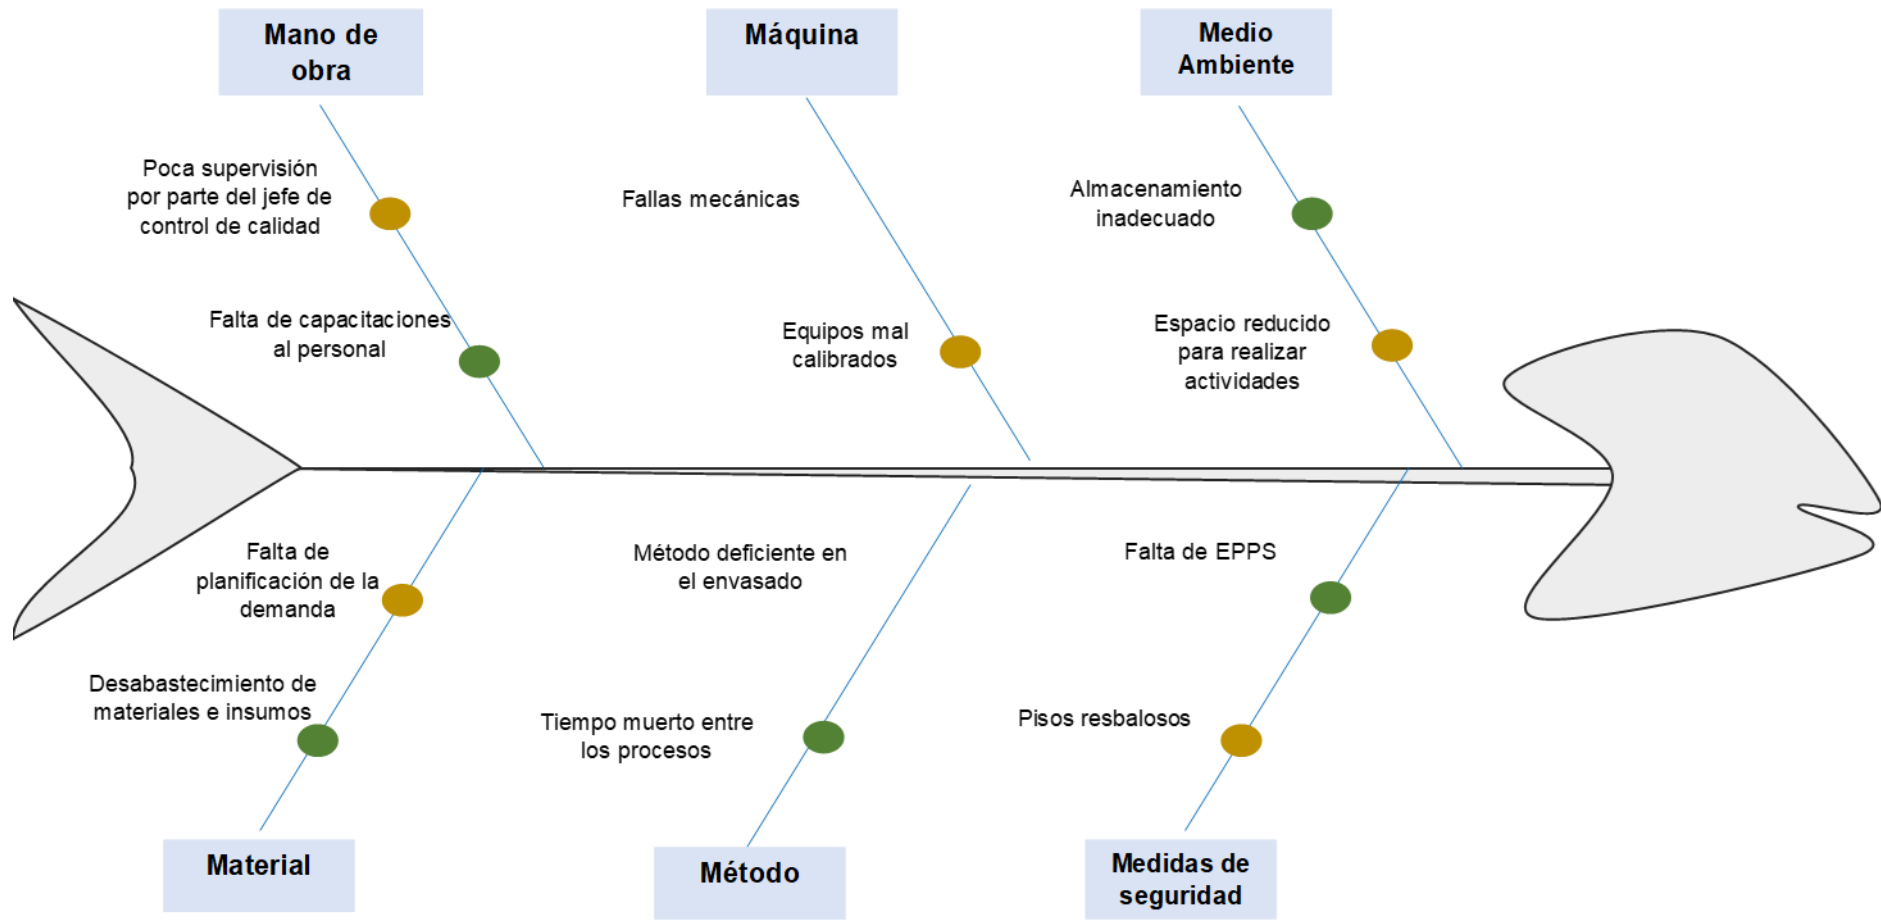 Mano de
obra
Máquina
Medio
Ambiente
Poca supervisión
por parte del jefe de
control de calidad
Fallas mecánicas
Almacenamiento
inadecuado
Falta de capacitaciones
al personal
Equipos mal
calibrados
Espacio reducido
para realizar
actividades
Falta de
planificación de la
demanda
Método deficiente en
el envasado
Falta de EPPS
Desabastecimiento de
materiales e insumos
Tiempo muerto entre
los procesos
Pisos resbalosos
Material
Método
Medidas de
seguridad